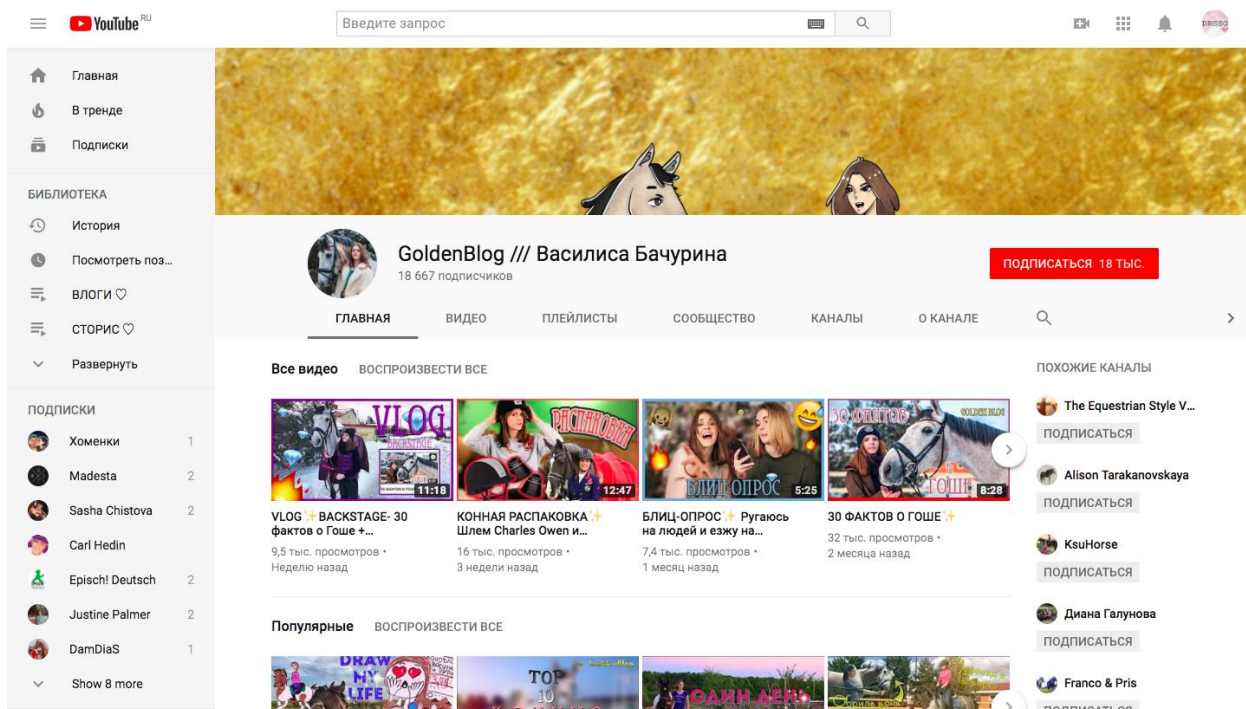 YouTube RU
Введите запрос
Главная
В тренде
Подписки
БИБЛИОТЕКА
История
Посмотреть поз...
ВЛОГИ ♡
СТОРИС ♡
Развернуть
ПОДПИСКИ
Хоменки 1
Madesta 2
Sasha Chistova 2
Carl Hedin
Episch! Deutsch 2
Justine Palmer 2
DamDiaS 1
Show 8 more
GoldenBlog /// Василиса Бачурина
18 667 подписчиков
ПОДПИСАТЬСЯ 18 ТЫС.
ГЛАВНАЯ ВИДЕО ПЛЕЙЛИСТЫ СООБЩЕСТВО КАНАЛЫ О КАНАЛЕ
Все видео ВОСПРОИЗВЕСТИ ВСЕ
VLOG
BACKSTAGE
11:18
РАСПАКОВКА
12:47
БЛИЦ-ОПРОС
5:25
30 ФАКТОВ
GOLDEN BLOG
О ГОШЕ
8:28
VLOG✨BACKSTAGE- 30
фактов о Гоше +...
9,5 тыс. просмотров •
Неделю назад
КОННАЯ РАСПАКОВКА✨
Шлем Charles Owen и...
16 тыс. просмотров •
3 недели назад
БЛИЦ-ОПРОС✨ Ругаюсь
на людей и езжу на...
7,4 тыс. просмотров •
1 месяц назад
30 ФАКТОВ О ГОШЕ✨
32 тыс. просмотров •
2 месяца назад
Популярные ВОСПРОИЗВЕСТИ ВСЕ
DRAW
MY
LIFE
TOP
10
ОДИН ДЕНЬ
ПОХОЖИЕ КАНАЛЫ
The Equestrian Style V...
ПОДПИСАТЬСЯ
Alison Tarakanovskaya
ПОДПИСАТЬСЯ
KsuHorse
ПОДПИСАТЬСЯ
Диана Галунова
ПОДПИСАТЬСЯ
Franco & Pris
ПОДПИСАТЬСЯ